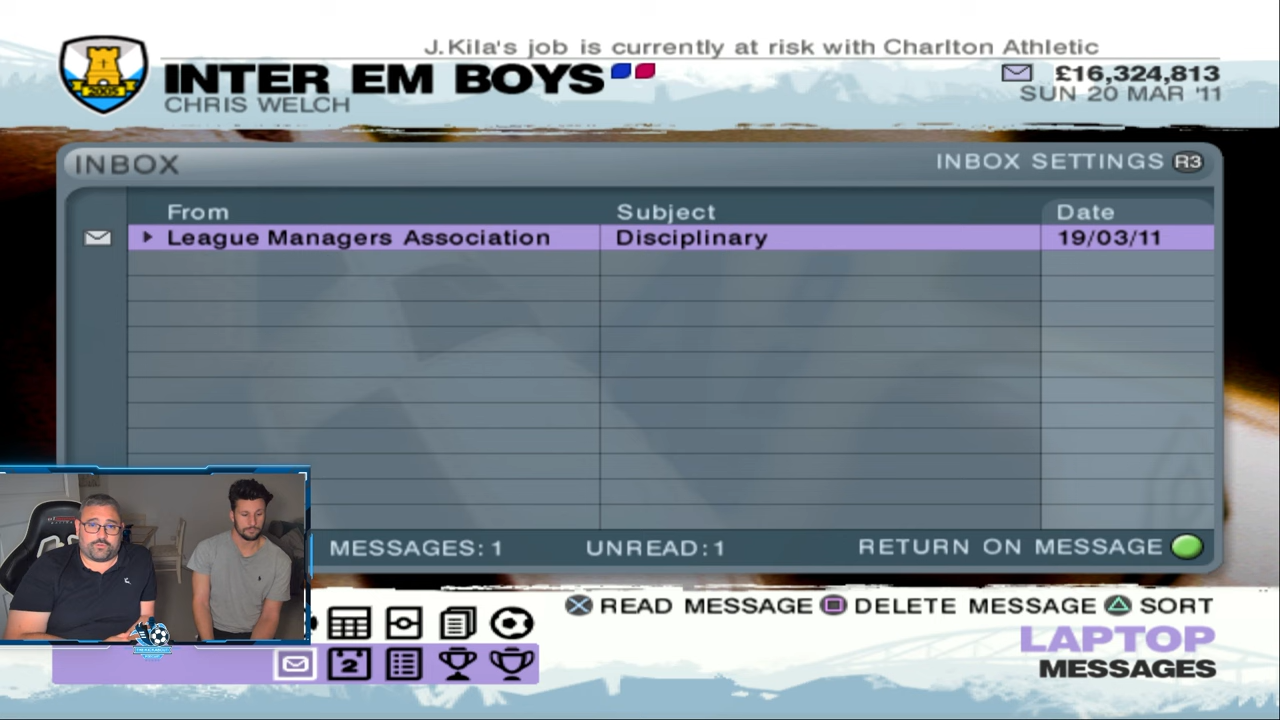 J.Kila's job is currently at risk with Charlton Athletic
INTER EM BOYS
£16,324,813
CHRIS WELCH
SUN 20 MAR '11
2005
INBOX
INBOX SETTINGS R3
From Subject Date
League Managers Association Disciplinary 19/03/11
MESSAGES: 1 UNREAD: 1 RETURN ON MESSAGE
READ MESSAGE DELETE MESSAGE SORT
LAPTOP
MESSAGES
2